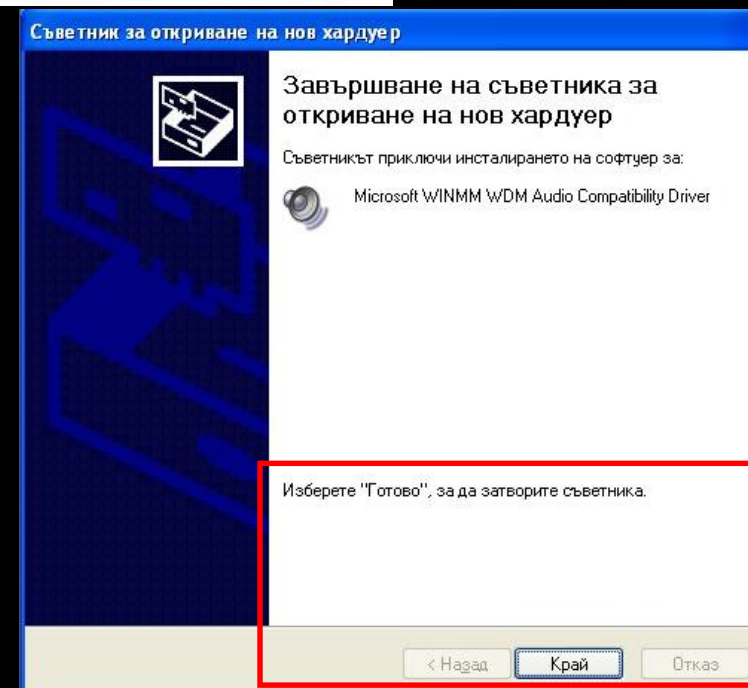 Съветник за откриване на нов хардуер
Завършване на съветника за
откриване на нов хардуер
Съветникът приключи инсталирането на софтуер за:
Microsoft WINMM WDM Audio Compatibility Driver
Изберете "Готово", за да затворите съветника.
< Назад Край Отказ